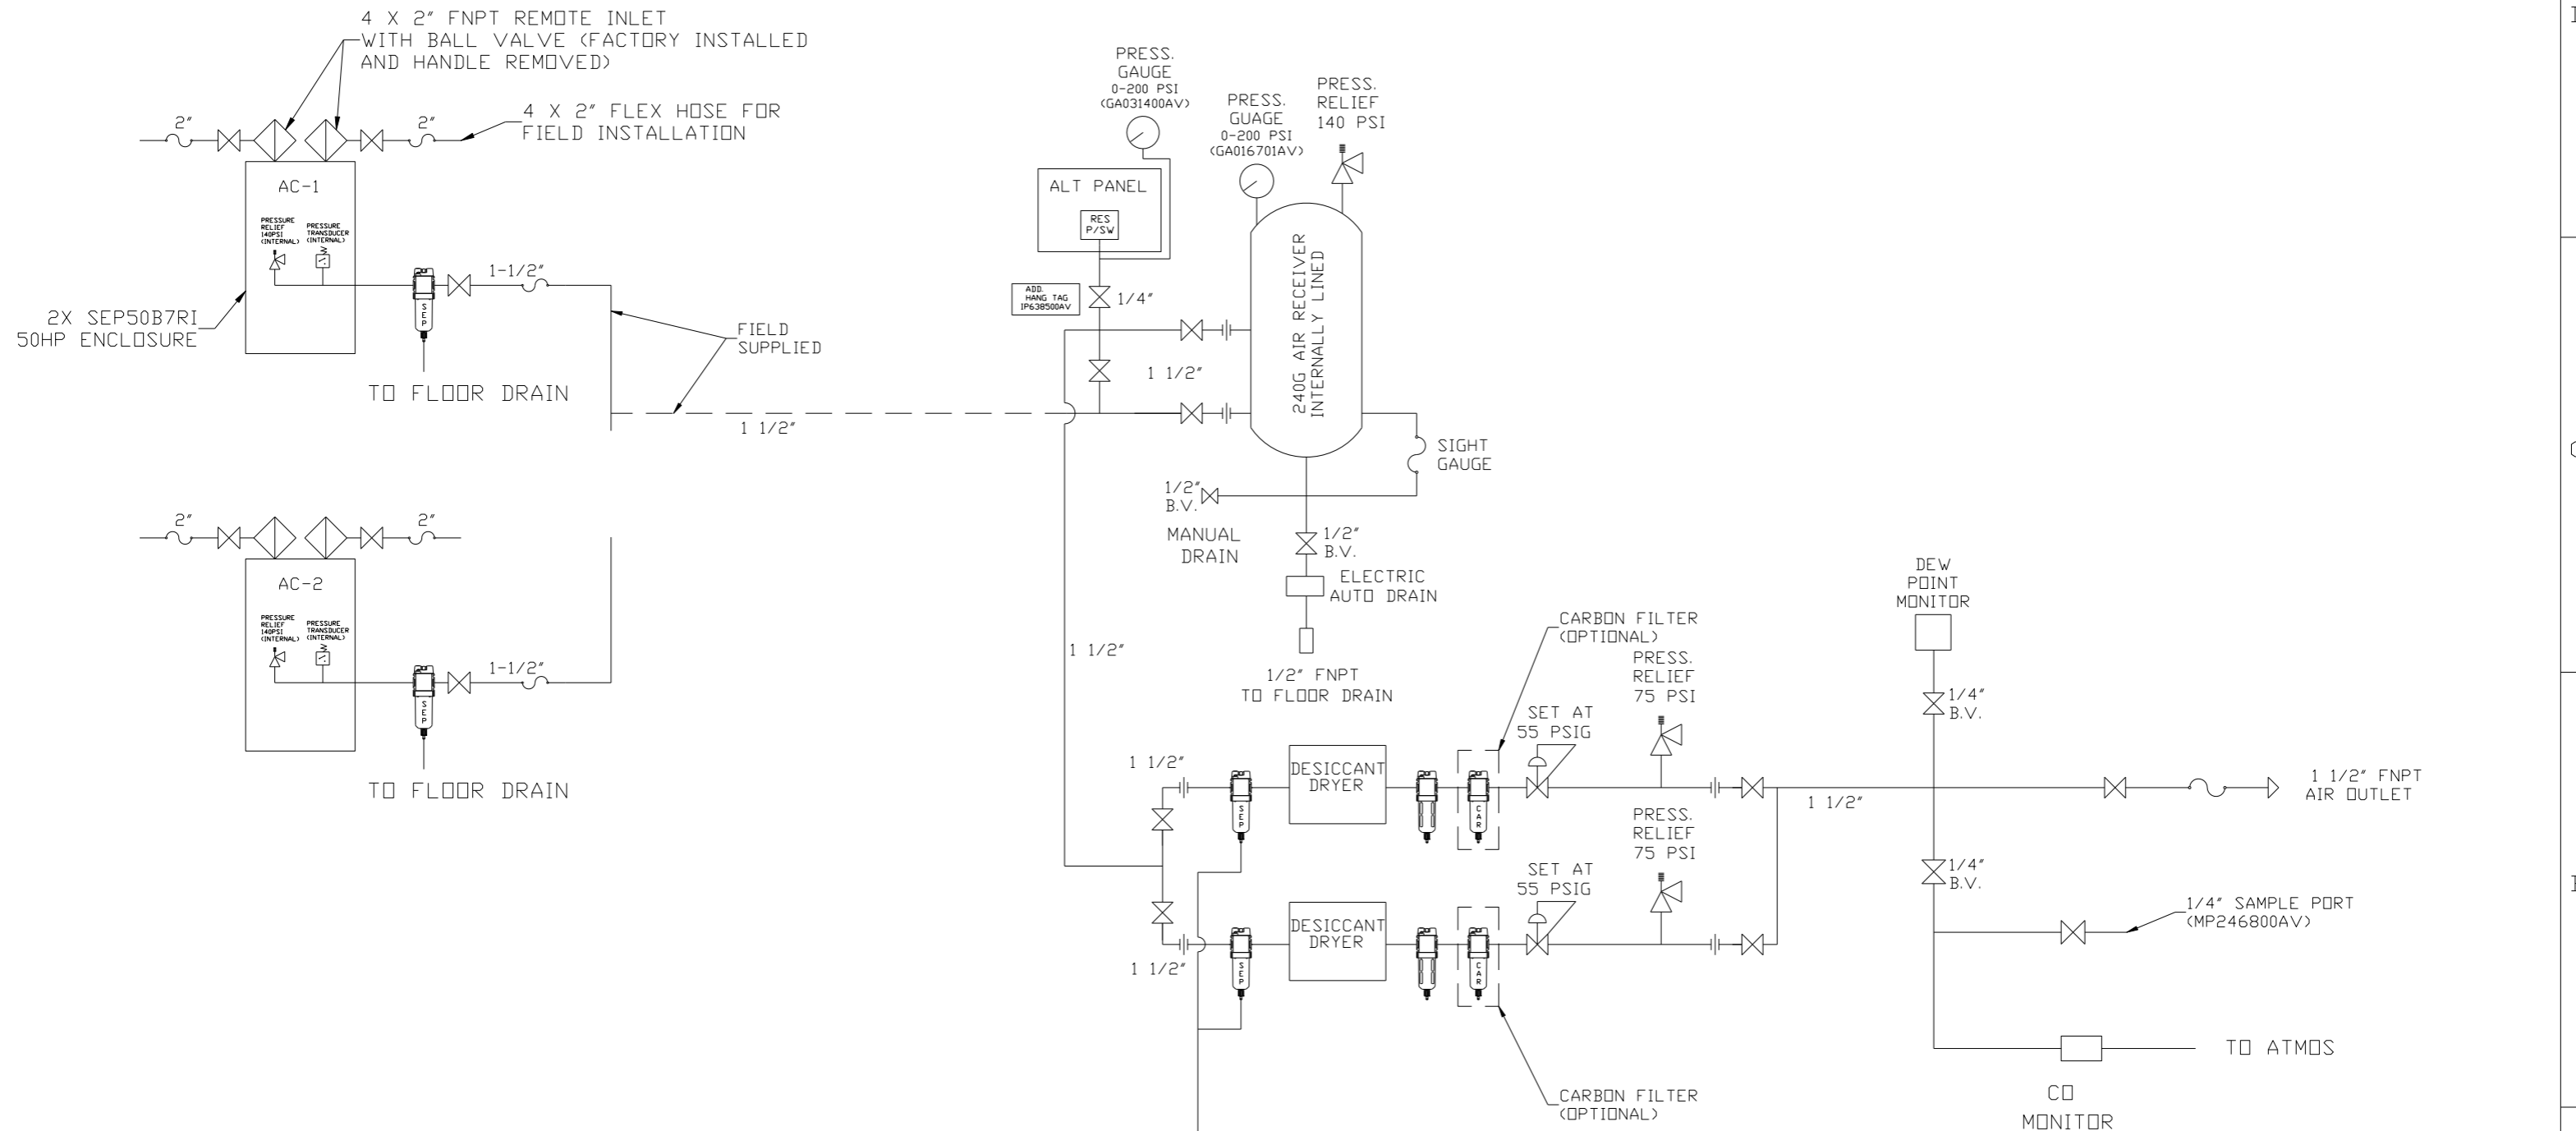 4 X 2" FNPT REMOTE INLET
WITH BALL VALVE (FACTORY INSTALLED
AND HANDLE REMOVED)
4 X 2" FLEX HOSE FOR
FIELD INSTALLATION
2"
2"
AC-1
PRESSURE
RELIEF
140PSI
(INTERNAL)
PRESSURE
TRANSDUCER
(INTERNAL)
1-1/2"
SEP
2X SEP50B7RI
50HP ENCLOSURE
TO FLOOR DRAIN
FIELD
SUPPLIED
1 1/2"
2"
2"
AC-2
PRESSURE
RELIEF
140PSI
(INTERNAL)
PRESSURE
TRANSDUCER
(INTERNAL)
1-1/2"
SEP
TO FLOOR DRAIN
PRESS.
GAUGE
0-200 PSI
(GA031400AV)
PRESS.
GUAGE
0-200 PSI
(GA016701AV)
PRESS.
RELIEF
140 PSI
ALT PANEL
RES
P/SW
ADD.
HANG TAG
IP638500AV
1/4"
1 1/2"
240G AIR RECEIVER
INTERNALLY LINED
SIGHT
GAUGE
1/2"
B.V.
MANUAL
DRAIN
1/2"
B.V.
ELECTRIC
AUTO DRAIN
1/2" FNPT
TO FLOOR DRAIN
1 1/2"
CARBON FILTER
(OPTIONAL)
PRESS.
RELIEF
75 PSI
SET AT
55 PSIG
1 1/2"
SEP
DESICCANT
DRYER
CAR
PRESS.
RELIEF
75 PSI
SET AT
55 PSIG
1 1/2"
SEP
DESICCANT
DRYER
CAR
CARBON FILTER
(OPTIONAL)
1 1/2"
DEW
POINT
MONITOR
1/4"
B.V.
1 1/2" FNPT
AIR OUTLET
1/4"
B.V.
1/4" SAMPLE PORT
(MP246800AV)
TO ATMOS
CO
MONITOR